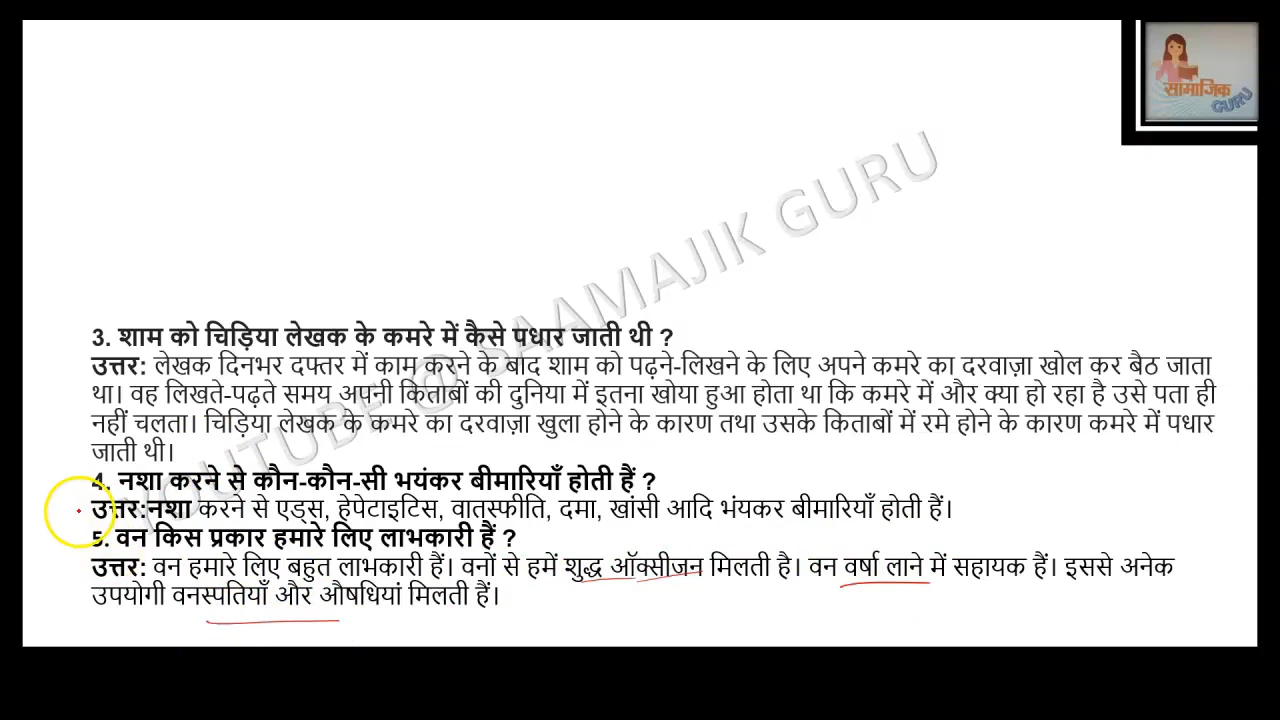 सामाजिक
GURU
YOUTUBE @ SAAMAJIK GURU
3. शाम को चिड़िया लेखक के कमरे में कैसे पधार जाती थी ?
उत्तर: लेखक दिनभर दफ्तर में काम करने के बाद शाम को पढ़ने-लिखने के लिए अपने कमरे का दरवाज़ा खोल कर बैठ जाता
था। वह लिखते-पढ़ते समय अपनी किताबों की दुनिया में इतना खोया हुआ होता था कि कमरे में और क्या हो रहा है उसे पता ही
नहीं चलता। चिड़िया लेखक के कमरे का दरवाज़ा खुला होने के कारण तथा उसके किताबों में रमे होने के कारण कमरे में पधार
जाती थी।
4. नशा करने से कौन-कौन-सी भयंकर बीमारियाँ होती हैं ?
उत्तर:नशा करने से एड्स, हेपेटाइटिस, वातस्फीति, दमा, खांसी आदि भंयकर बीमारियाँ होती हैं।
5. वन किस प्रकार हमारे लिए लाभकारी हैं ?
उत्तर: वन हमारे लिए बहुत लाभकारी हैं। वनों से हमें शुद्ध ऑक्सीजन मिलती है। वन वर्षा लाने में सहायक हैं। इससे अनेक
उपयोगी वनस्पतियाँ और औषधियां मिलती हैं।